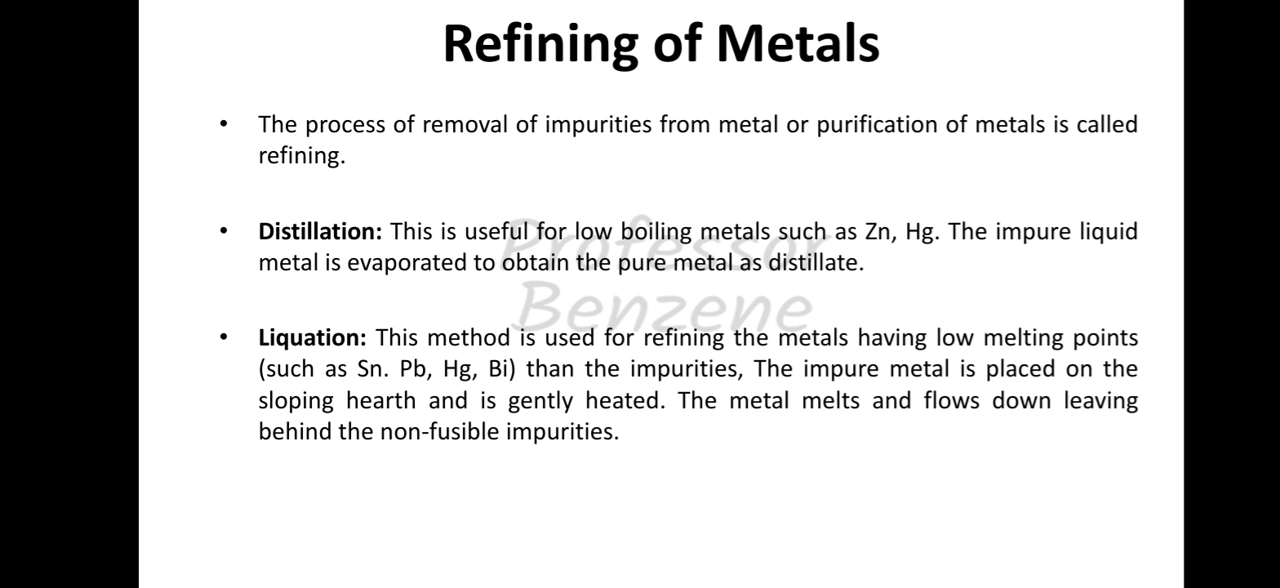 Refining of Metals
• The process of removal of impurities from metal or purification of metals is called
refining.
• Distillation: This is useful for low boiling metals such as Zn, Hg. The impure liquid
metal is evaporated to obtain the pure metal as distillate.
Professor
Benzene
• Liquation: This method is used for refining the metals having low melting points
(such as Sn. Pb, Hg, Bi) than the impurities, The impure metal is placed on the
sloping hearth and is gently heated. The metal melts and flows down leaving
behind the non-fusible impurities.